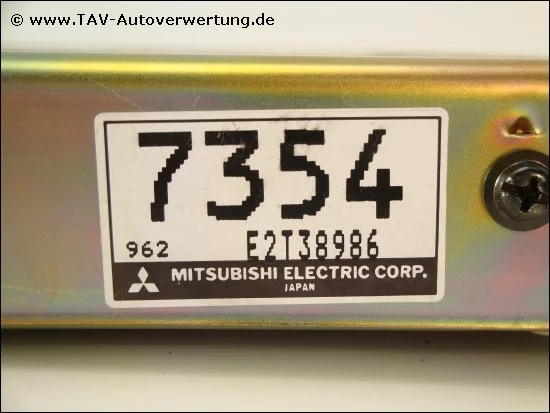 © www.TAV-Autoverwertung.de
7354
962 E2T38986
MITSUBISHI ELECTRIC CORP.
JAPAN